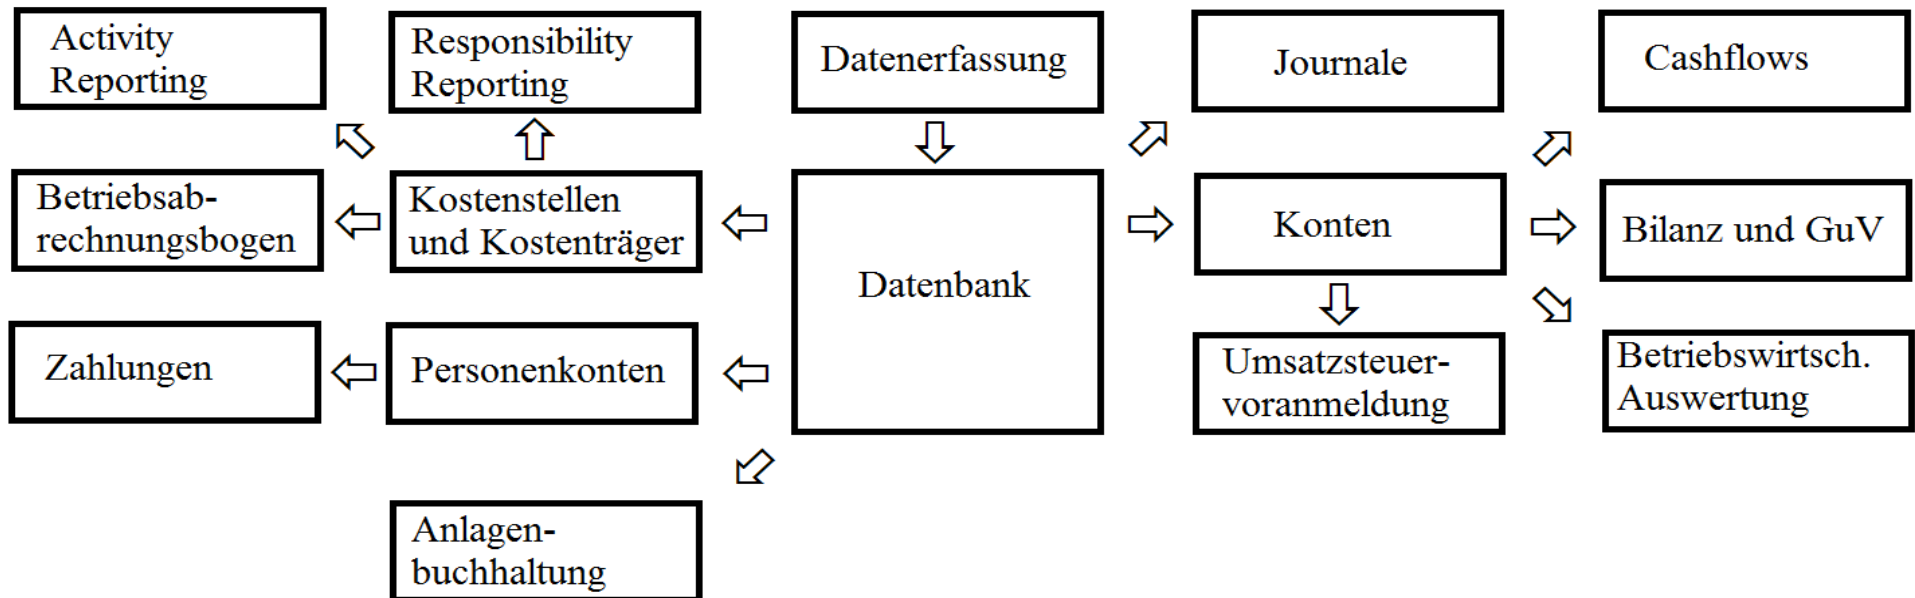 Activity
Reporting
Responsibility
Reporting
Datenerfassung
Journale
Cashflows
Betriebsab-
rechnungsbogen
Kostenstellen
und Kostenträger
Datenbank
Konten
Bilanz und GuV
Zahlungen
Personenkonten
Umsatzsteuer-
voranmeldung
Betriebswirtsch.
Auswertung
Anlagen-
buchhaltung